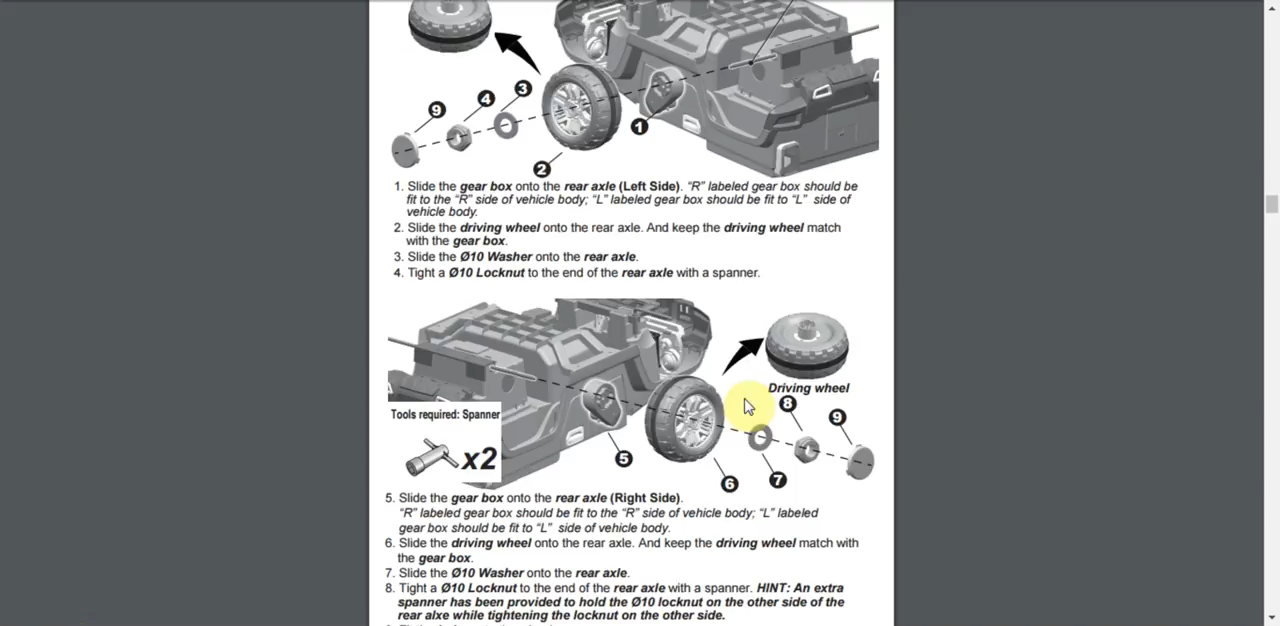 3
4
9
1
2
1. Slide the gear box onto the rear axle (Left Side). “R” labeled gear box should be
fit to the “R” side of vehicle body; “L” labeled gear box should be fit to “L” side of
vehicle body.
2. Slide the driving wheel onto the rear axle. And keep the driving wheel match
with the gear box.
3. Slide the Ø10 Washer onto the rear axle.
4. Tight a Ø10 Locknut to the end of the rear axle with a spanner.
Driving wheel
8
9
Tools required: Spanner
x2
5
6
7
5. Slide the gear box onto the rear axle (Right Side).
“R” labeled gear box should be fit to the “R” side of vehicle body; “L” labeled
gear box should be fit to “L” side of vehicle body.
6. Slide the driving wheel onto the rear axle. And keep the driving wheel match with
the gear box.
7. Slide the Ø10 Washer onto the rear axle.
8. Tight a Ø10 Locknut to the end of the rear axle with a spanner. HINT: An extra
spanner has been provided to hold the Ø10 locknut on the other side of the
rear alxe while tightening the locknut on the other side.